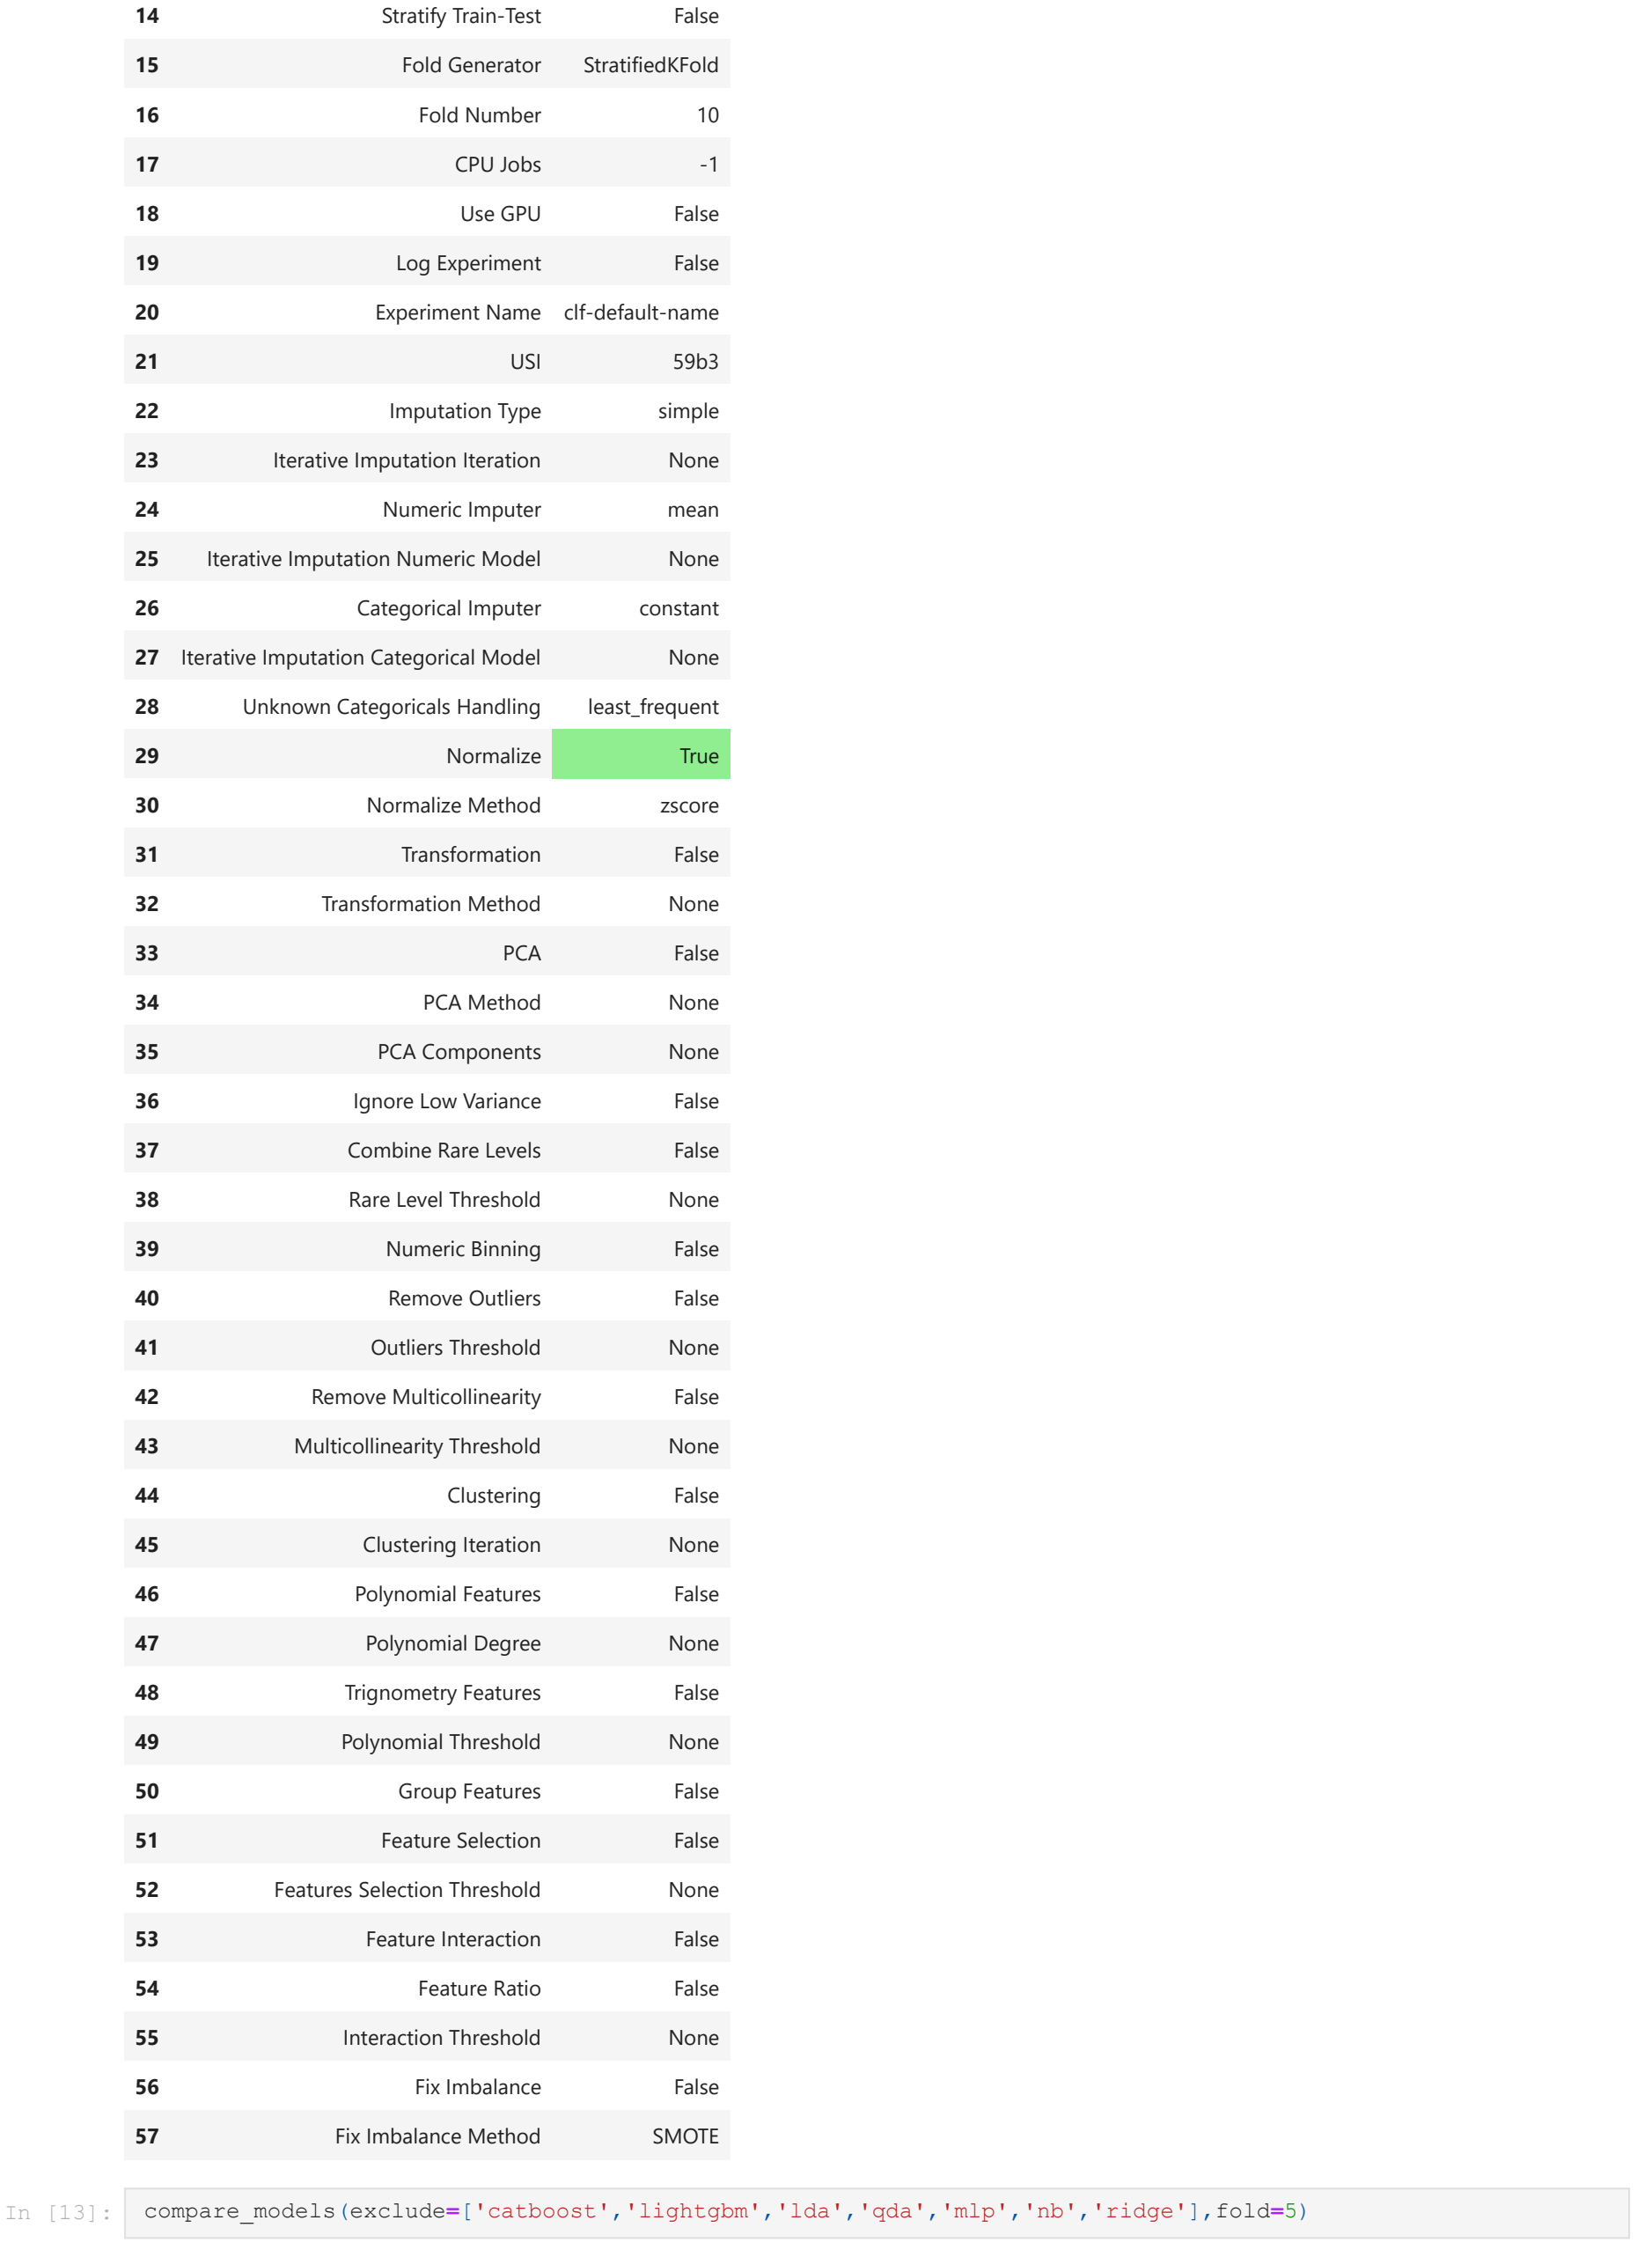 14 Stratify Train-Test False
15 Fold Generator StratifiedKFold
16 Fold Number 10
17 CPU Jobs -1
18 Use GPU False
19 Log Experiment False
20 Experiment Name clf-default-name
21 USI 59b3
22 Imputation Type simple
23 Iterative Imputation Iteration None
24 Numeric Imputer mean
25 Iterative Imputation Numeric Model None
26 Categorical Imputer constant
27 Iterative Imputation Categorical Model None
28 Unknown Categoricals Handling least_frequent
29 Normalize True
30 Normalize Method zscore
31 Transformation False
32 Transformation Method None
33 PCA False
34 PCA Method None
35 PCA Components None
36 Ignore Low Variance False
37 Combine Rare Levels False
38 Rare Level Threshold None
39 Numeric Binning False
40 Remove Outliers False
41 Outliers Threshold None
42 Remove Multicollinearity False
43 Multicollinearity Threshold None
44 Clustering False
45 Clustering Iteration None
46 Polynomial Features False
47 Polynomial Degree None
48 Trignometry Features False
49 Polynomial Threshold None
50 Group Features False
51 Feature Selection False
52 Features Selection Threshold None
53 Feature Interaction False
54 Feature Ratio False
55 Interaction Threshold None
56 Fix Imbalance False
57 Fix Imbalance Method SMOTE
In [13]: compare_models(exclude=['catboost','lightgbm','lda','qda','mlp','nb','ridge'],fold=5)